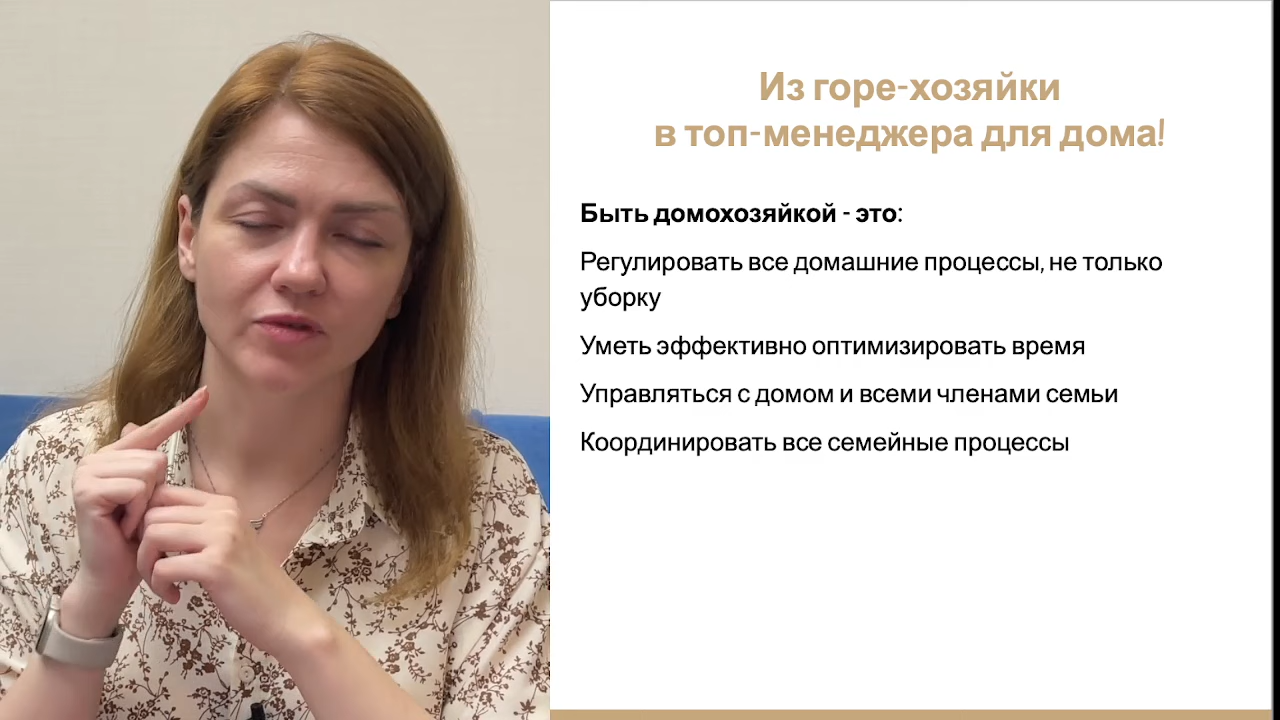 Из горе-хозяйки
в топ-менеджера для дома!
Быть домохозяйкой - это:
Регулировать все домашние процессы, не только
уборку
Уметь эффективно оптимизировать время
Управляться с домом и всеми членами семьи
Координировать все семейные процессы